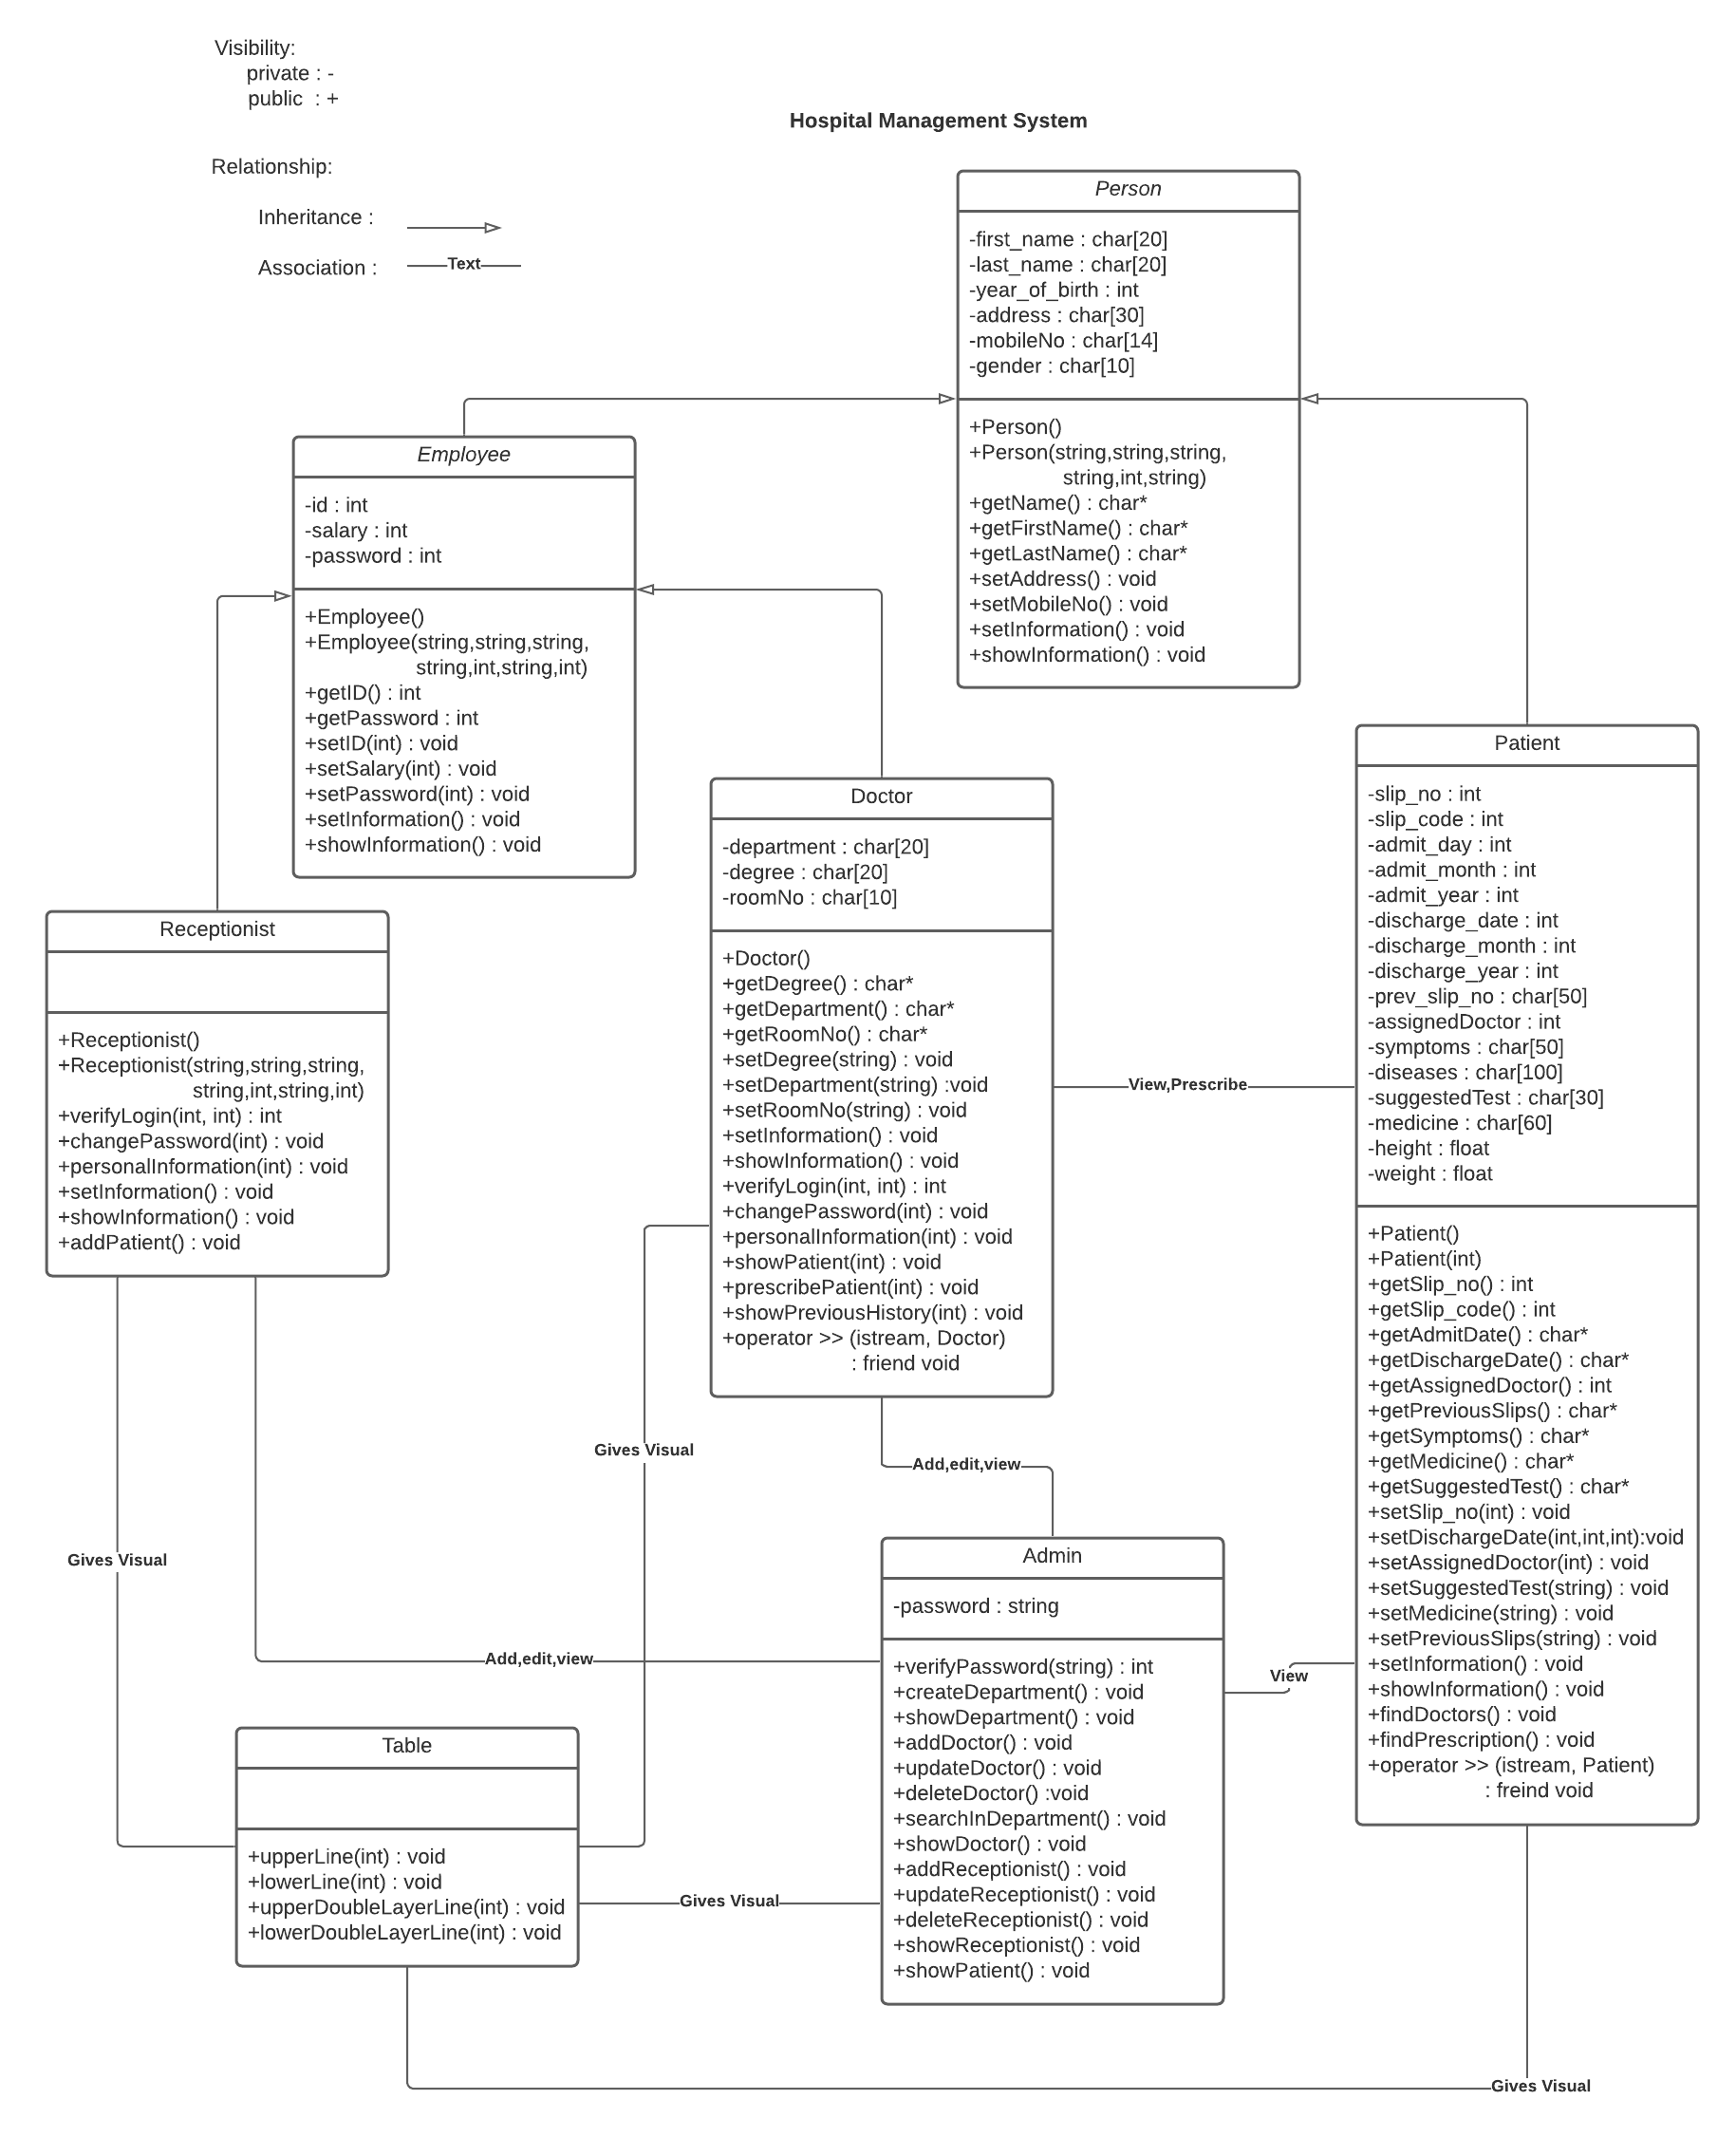 Visibility:
private : -
public : +
Hospital Management System
Relationship:
Inheritance :
Association :
Text
Person
-first_name : char[20]
-last_name : char[20]
-year_of_birth : int
-address : char[30]
-mobileNo : char[14]
-gender : char[10]
+Person()
+Person(string,string,string,
string,int,string)
+getName() : char*
+getFirstName() : char*
+getLastName() : char*
+setAddress() : void
+setMobileNo() : void
+setInformation() : void
+showInformation() : void
Employee
-id : int
-salary : int
-password : int
+Employee()
+Employee(string,string,string,
string,int,string,int)
+getID() : int
+getPassword : int
+setID(int) : void
+setSalary(int) : void
+setPassword(int) : void
+setInformation() : void
+showInformation() : void
Patient
-slip_no : int
-slip_code : int
-admit_day : int
-admit_month : int
-admit_year : int
-discharge_date : int
-discharge_month : int
-discharge_year : int
-prev_slip_no : char[50]
-assignedDoctor : int
-symptoms : char[50]
-diseases : char[100]
-suggestedTest : char[30]
-medicine : char[60]
-height : float
-weight : float
+Patient()
+Patient(int)
+getSlip_no() : int
+getSlip_code() : int
+getAdmitDate() : char*
+getDischargeDate() : char*
+getAssignedDoctor() : int
+getPreviousSlips() : char*
+getSymptoms() : char*
+getMedicine() : char*
+getSuggestedTest() : char*
+setSlip_no(int) : void
+setDischargeDate(int,int,int):void
+setAssignedDoctor(int) : void
+setSuggestedTest(string) : void
+setMedicine(string) : void
+setPreviousSlips(string) : void
+setInformation() : void
+showInformation() : void
+findDoctors() : void
+findPrescription() : void
+operator >> (istream, Patient)
: freind void
Doctor
-department : char[20]
-degree : char[20]
-roomNo : char[10]
+Doctor()
+getDegree() : char*
+getDepartment() : char*
+getRoomNo() : char*
+setDegree(string) : void
+setDepartment(string) :void
+setRoomNo(string) : void
+setInformation() : void
+showInformation() : void
+verifyLogin(int, int) : int
+changePassword(int) : void
+personalInformation(int) : void
+showPatient(int) : void
+prescribePatient(int) : void
+showPreviousHistory(int) : void
+operator >> (istream, Doctor)
: friend void
View,Prescribe
Receptionist
+Receptionist()
+Receptionist(string,string,string,
string,int,string,int)
+verifyLogin(int, int) : int
+changePassword(int) : void
+personalInformation(int) : void
+setInformation() : void
+showInformation() : void
+addPatient() : void
Gives Visual
Add,edit,view
Gives Visual
Add,edit,view
View
Admin
-password : string
+verifyPassword(string) : int
+createDepartment() : void
+showDepartment() : void
+addDoctor() : void
+updateDoctor() : void
+deleteDoctor() :void
+searchInDepartment() : void
+showDoctor() : void
+addReceptionist() : void
+updateReceptionist() : void
+deleteReceptionist() : void
+showReceptionist() : void
+showPatient() : void
Table
+upperLine(int) : void
+lowerLine(int) : void
+upperDoubleLayerLine(int) : void
+lowerDoubleLayerLine(int) : void
Gives Visual
Gives Visual